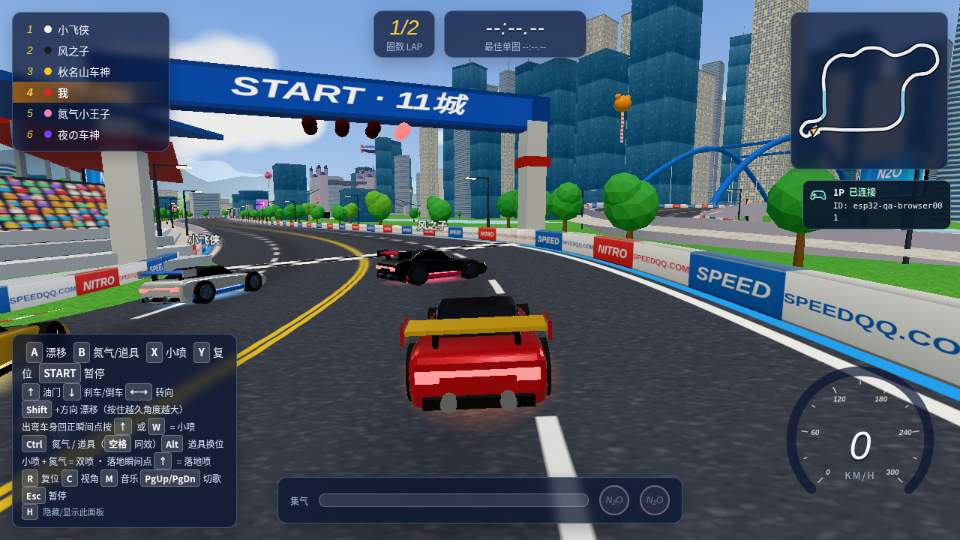 1 小飞侠
2 风之子
3 秋名山车神
4 我
5 氮气小王子
6 夜の车神
1/2
圈数 LAP
--:--.--
最佳单圈 --:--.--
START · 11城
小飞侠
N2O
1P 已连接
ID: esp32-qa-browser00
1
SPEED
SPEEDQQ.COM
NITRO
SPEED
NITRO
SPEEDQQ.COM
SPEED
SPEEDQQ.CO
A 漂移 B 氮气/道具 X 小喷 Y 复
位 START 暂停
↑ 油门 ↓ 刹车/倒车 ←→ 转向
Shift +方向 漂移（按住越久角度越大）
出弯车身回正瞬间点按 ↑ 或 W = 小喷
Ctrl 氮气 / 道具（空格 同效） Alt 道具换位
小喷 + 氮气 = 双喷 · 落地瞬间点 ↑ = 落地喷
R 复位 C 视角 M 音乐 PgUp/PgDn 切歌
Esc 暂停
H 隐藏/显示此面板
集气
N₂O
N₂O
0
60
120
180
240
300
0
KM/H